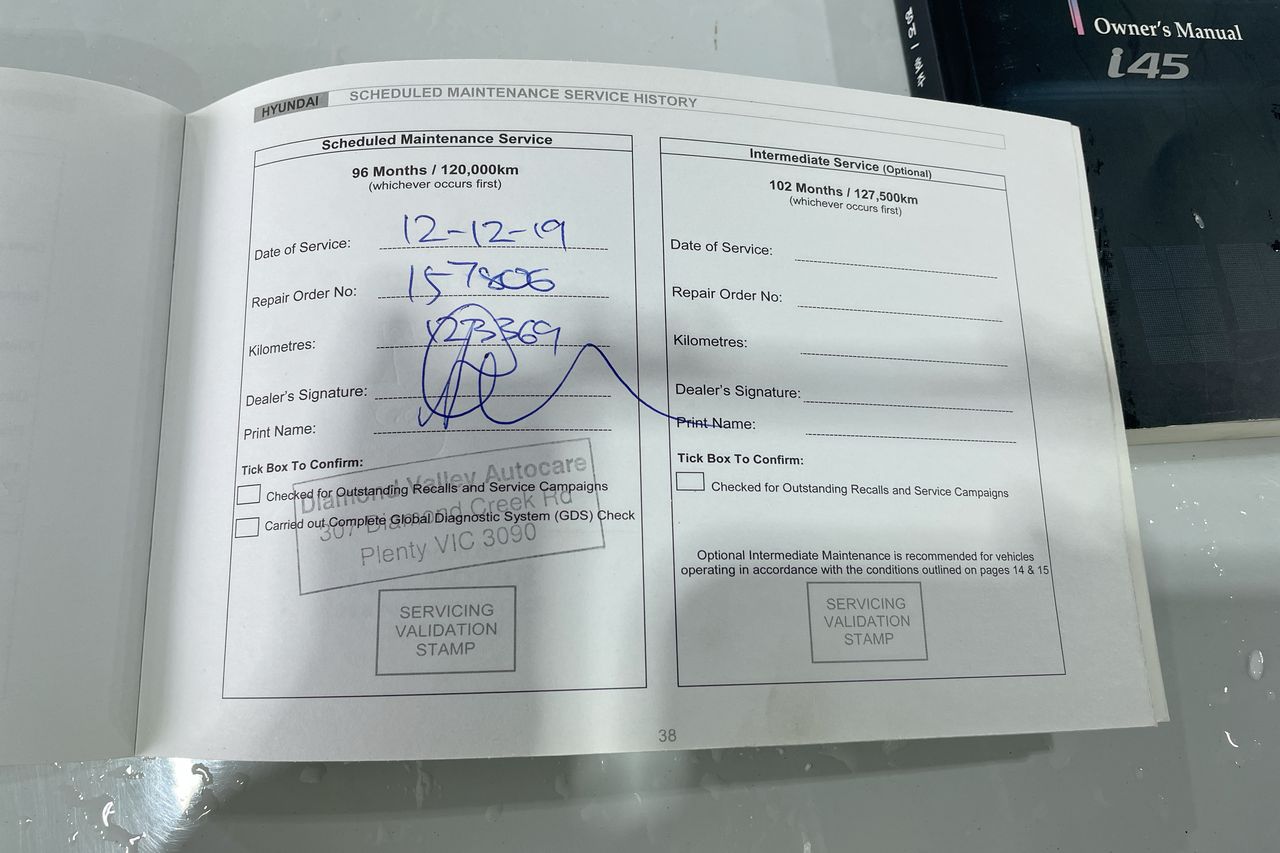 Owner's Manual
i45
HYUNDAI
SCHEDULED MAINTENANCE SERVICE HISTORY
Scheduled Maintenance Service
96 Months / 120,000km
(whichever occurs first)
Date of Service: 12-12-19
Repair Order No: 157806
Kilometres: 123369
Dealer's Signature:
Print Name:
Tick Box To Confirm:
Checked for Outstanding Recalls and Service Campaigns
Carried out Complete Global Diagnostic System (GDS) Check
Diamond Valley Autocare
307 Diamond Creek Rd
Plenty VIC 3090
SERVICING
VALIDATION
STAMP
Intermediate Service (Optional)
102 Months / 127,500km
(whichever occurs first)
Date of Service:
Repair Order No:
Kilometres:
Dealer's Signature:
Print Name:
Tick Box To Confirm:
Checked for Outstanding Recalls and Service Campaigns
Optional Intermediate Maintenance is recommended for vehicles
operating in accordance with the conditions outlined on pages 14 & 15
SERVICING
VALIDATION
STAMP
38